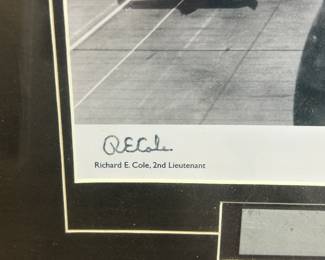 RECole
Richard E. Cole, 2nd Lieutenant